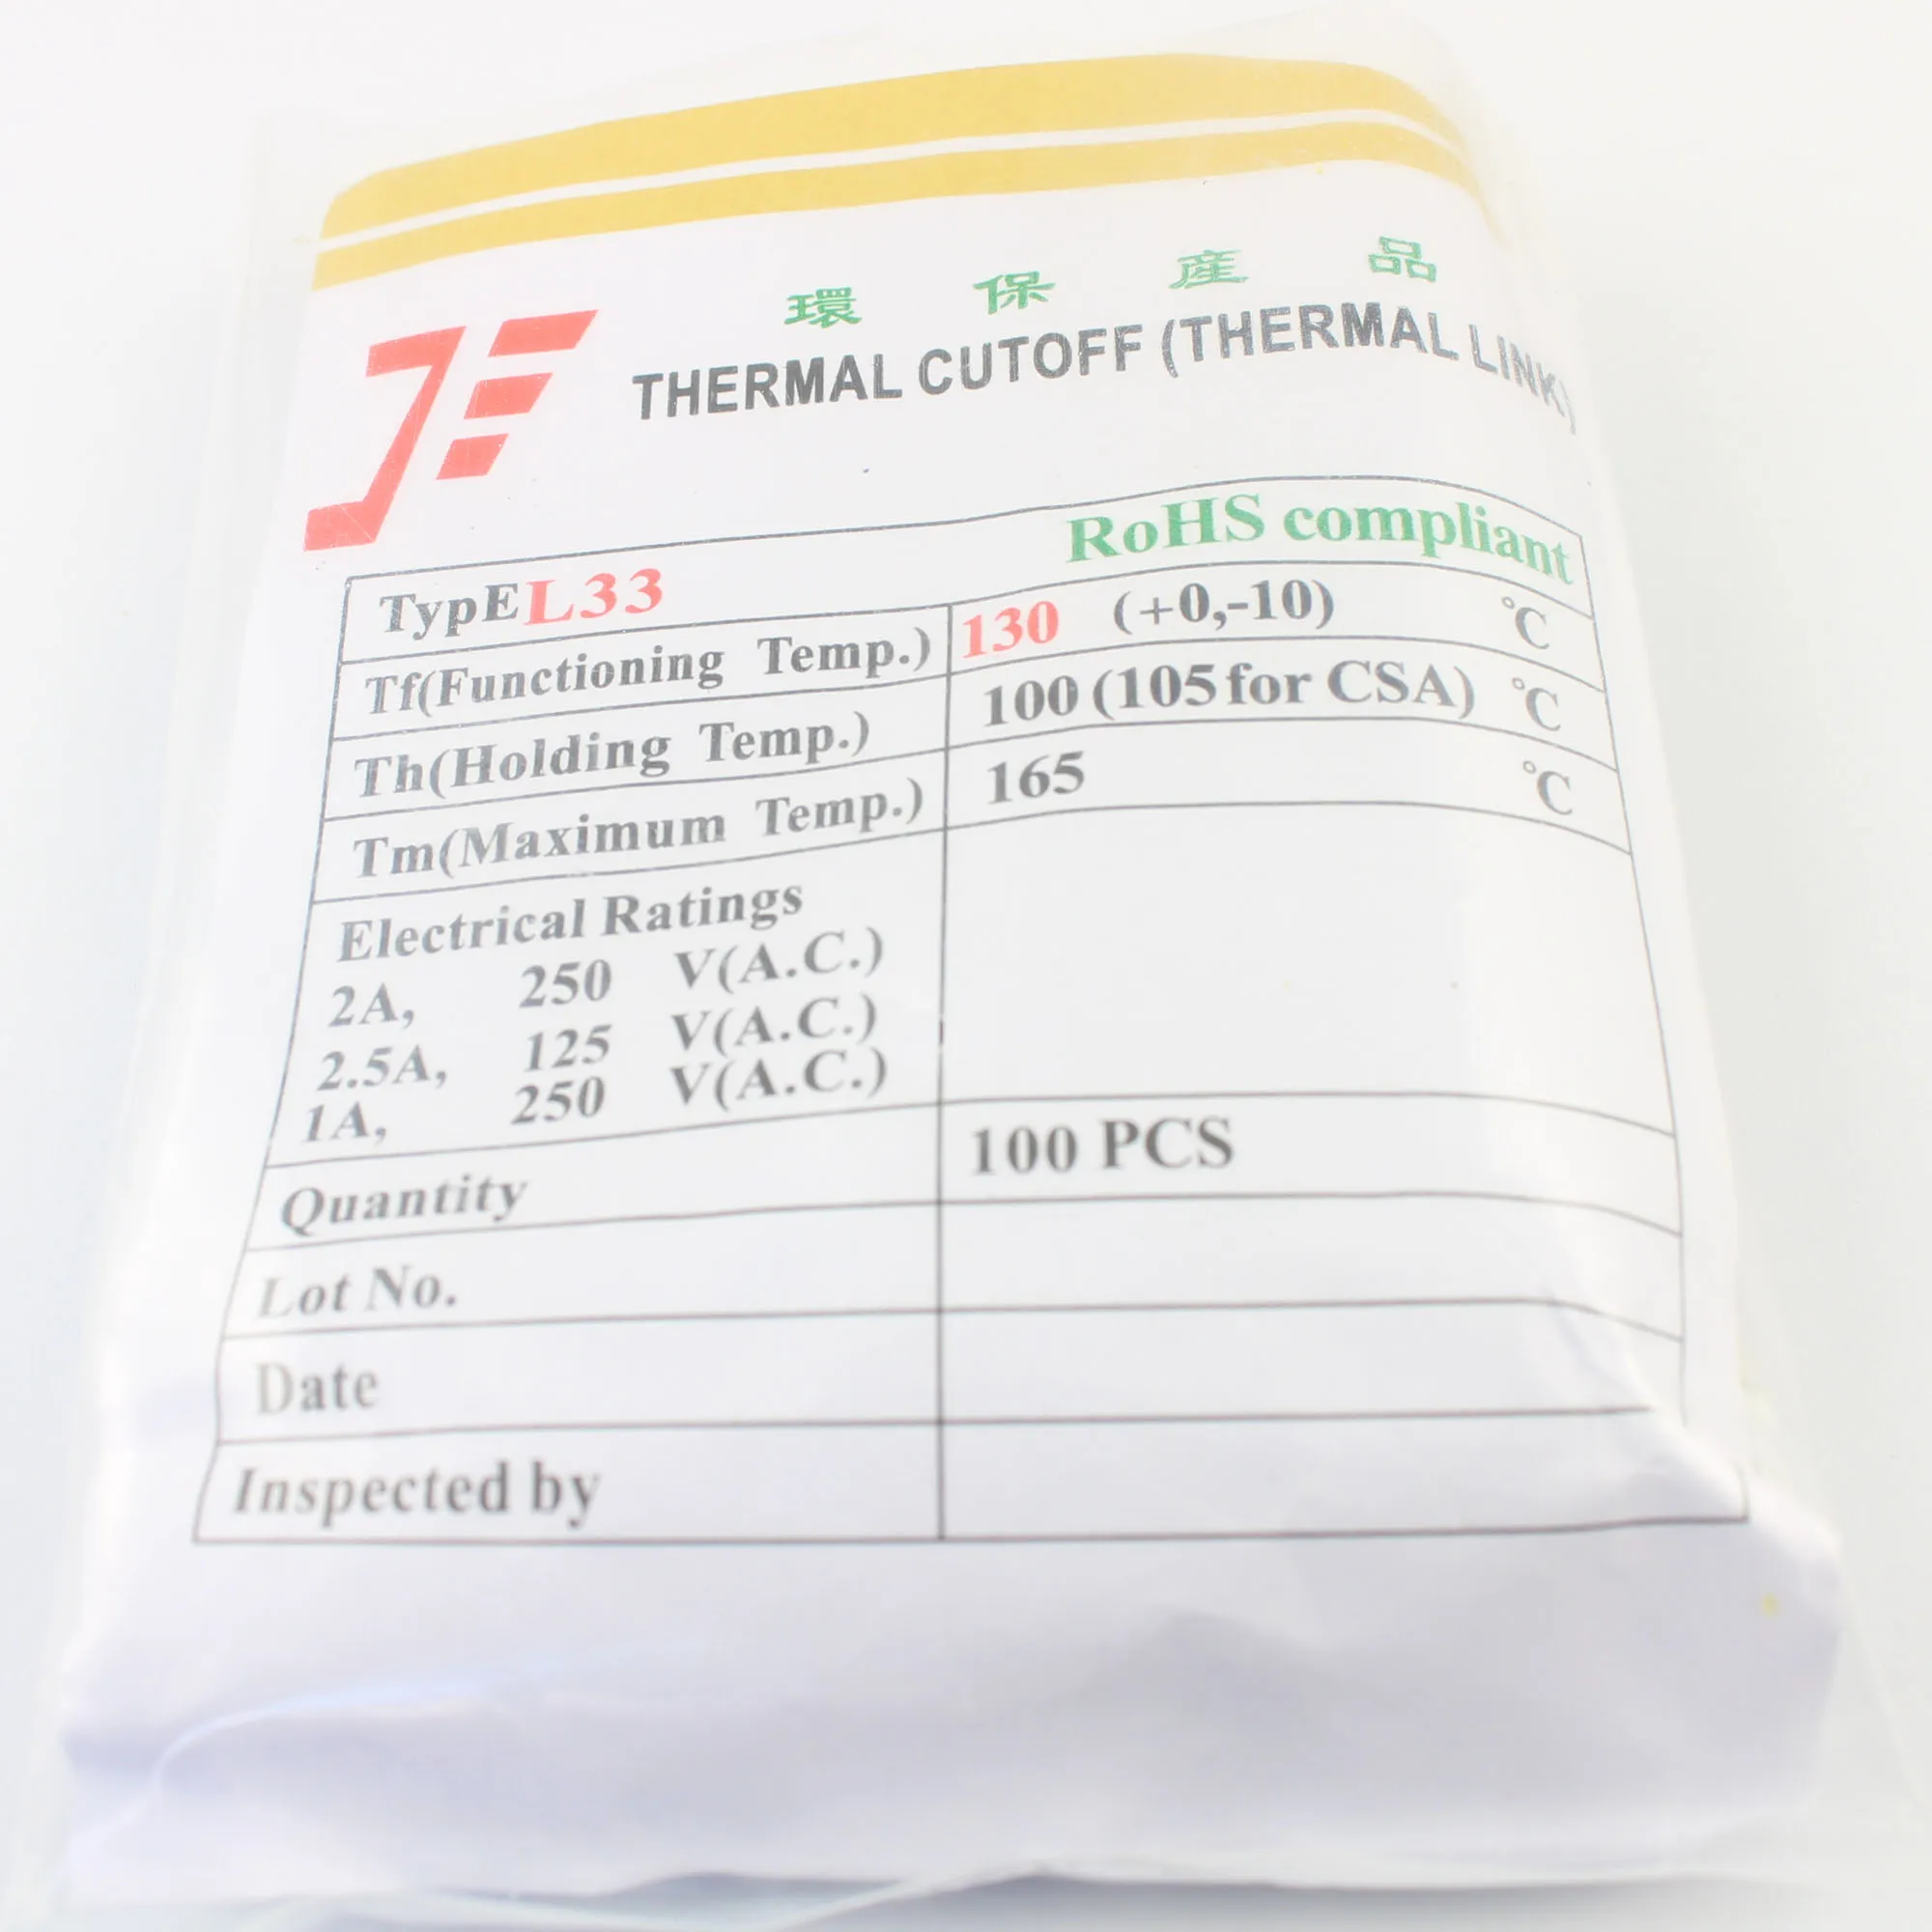 環保産品
JE
THERMAL CUTOFF (THERMAL LINK)
RoHS compliant
TypEL33
Tf(Functioning Temp.) 130 (+0,-10) ℃
Th(Holding Temp.) 100 (105 for CSA) ℃
Tm(Maximum Temp.) 165 ℃
Electrical Ratings
2A, 250 V(A.C.)
2.5A, 125 V(A.C.)
1A, 250 V(A.C.)
Quantity 100 PCS
Lot No.
Date
Inspected by